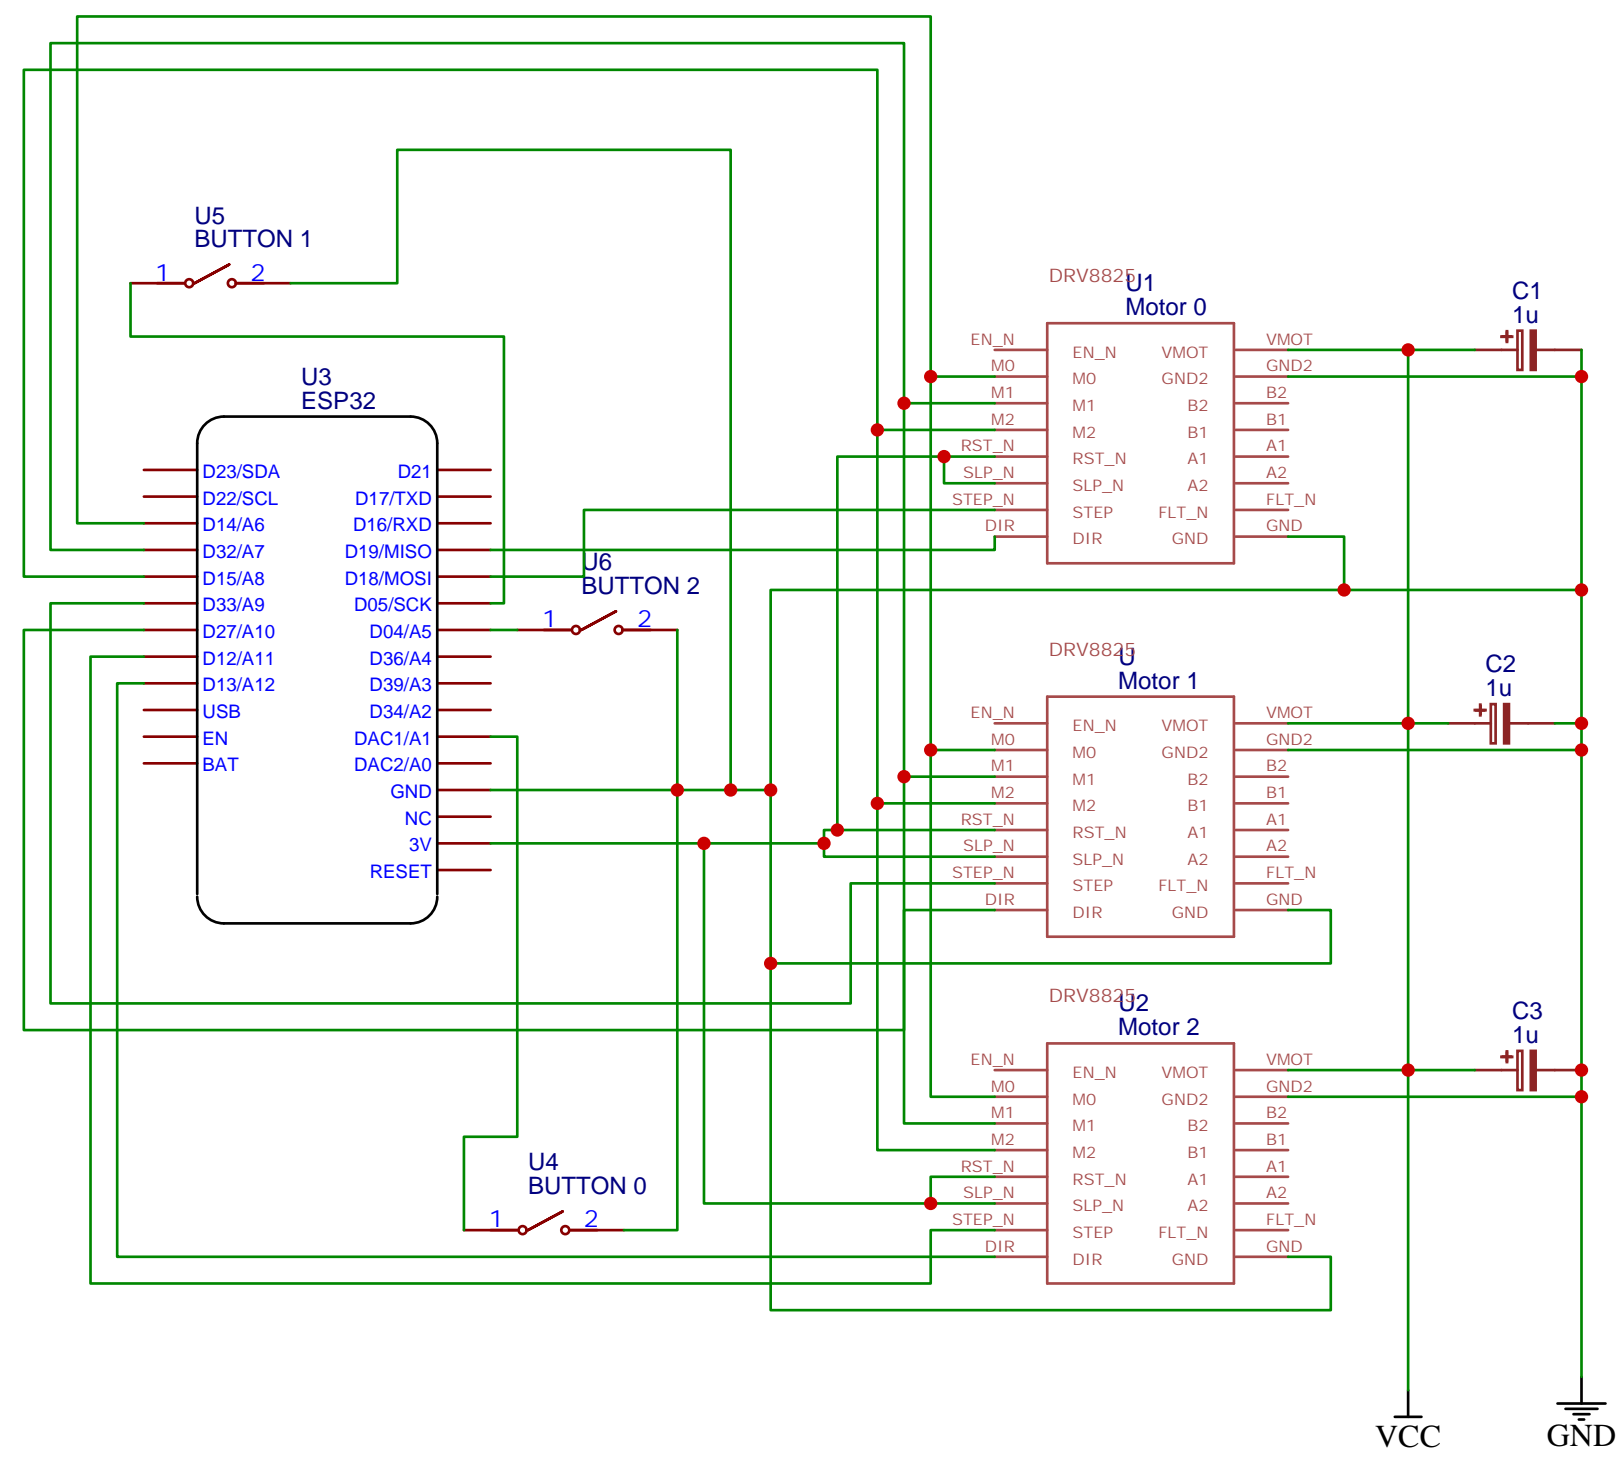 U5
BUTTON 1
1
2
U3
ESP32
D23/SDA
D22/SCL
D14/A6
D32/A7
D15/A8
D33/A9
D27/A10
D12/A11
D13/A12
USB
EN
BAT
D21
D17/TXD
D16/RXD
D19/MISO
D18/MOSI
D05/SCK
D04/A5
D36/A4
D39/A3
D34/A2
DAC1/A1
DAC2/A0
GND
NC
3V
RESET
U6
BUTTON 2
1
2
U4
BUTTON 0
1
2
DRV8825
U1
Motor 0
EN_N
M0
M1
M2
RST_N
SLP_N
STEP_N
DIR
EN_N
M0
M1
M2
RST_N
SLP_N
STEP
DIR
VMOT
GND2
B2
B1
A1
A2
FLT_N
GND
VMOT
GND2
B2
B1
A1
A2
FLT_N
GND
C1
1u
DRV8825
U
Motor 1
EN_N
M0
M1
M2
RST_N
SLP_N
STEP_N
DIR
EN_N
M0
M1
M2
RST_N
SLP_N
STEP
DIR
VMOT
GND2
B2
B1
A1
A2
FLT_N
GND
VMOT
GND2
B2
B1
A1
A2
FLT_N
GND
C2
1u
DRV8825
U2
Motor 2
EN_N
M0
M1
M2
RST_N
SLP_N
STEP_N
DIR
EN_N
M0
M1
M2
RST_N
SLP_N
STEP
DIR
VMOT
GND2
B2
B1
A1
A2
FLT_N
GND
VMOT
GND2
B2
B1
A1
A2
FLT_N
GND
C3
1u
VCC
GND